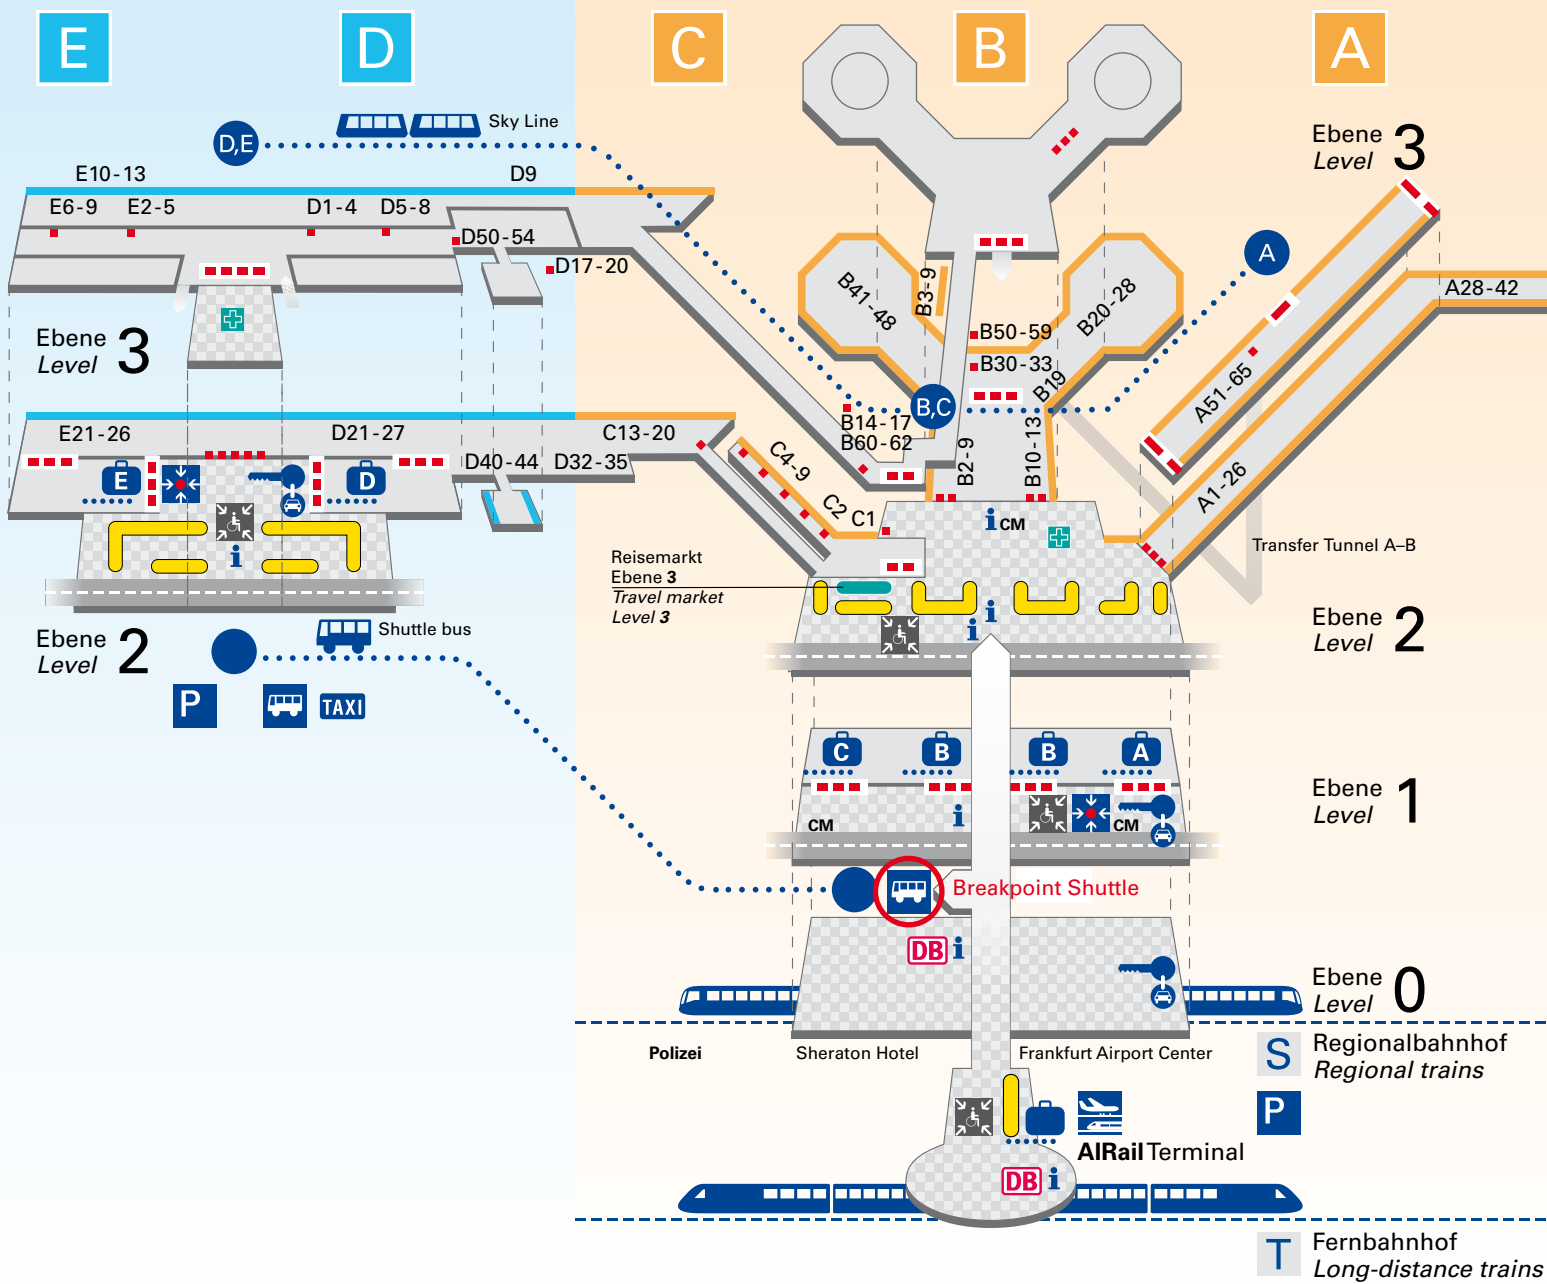 E
D
C
B
A
Sky Line
D,E
Ebene
Level 3
E10-13
D9
E6-9
E2-5
D1-4
D5-8
D50-54
D17-20
A
B3-9
B41-48
B20-28
A28-42
Ebene
Level 3
B50-59
B30-33
B19
A51-65
B,C
B14-17
B60-62
E21-26
D21-27
C13-20
D40-44
D32-35
C4-9
C2
C1
B2-9
B10-13
A1-26
E
D
i CM
Transfer Tunnel A–B
i
Reisemarkt
Ebene 3
Travel market
Level 3
i
i
Ebene
Level 2
Ebene
Level 2
Shuttle bus
P
TAXI
C
B
B
A
Ebene
Level 1
CM
i
CM
Breakpoint Shuttle
DB i
Ebene
Level 0
Polizei
Sheraton Hotel
Frankfurt Airport Center
S
Regionalbahnhof
Regional trains
P
AIRail Terminal
DB i
T
Fernbahnhof
Long-distance trains